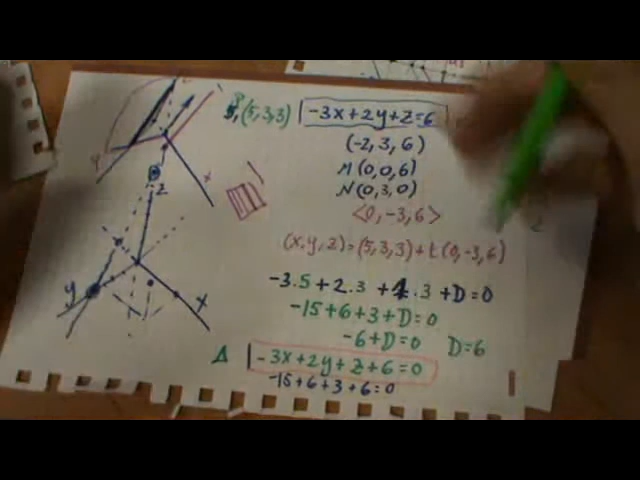 P(5,3,3) -3x+2y+z=6
(-2,3,6)
M(0,0,6)
N(0,3,0)
<0,-3,6>
(x,y,z)=(5,3,3)+t(0,-3,6)
-3.5+2.3+1.3+D=0
-15+6+3+D=0
-6+D=0 D=6
-3x+2y+z+6=0
-15+6+3+6=0
y
x
z
y
x